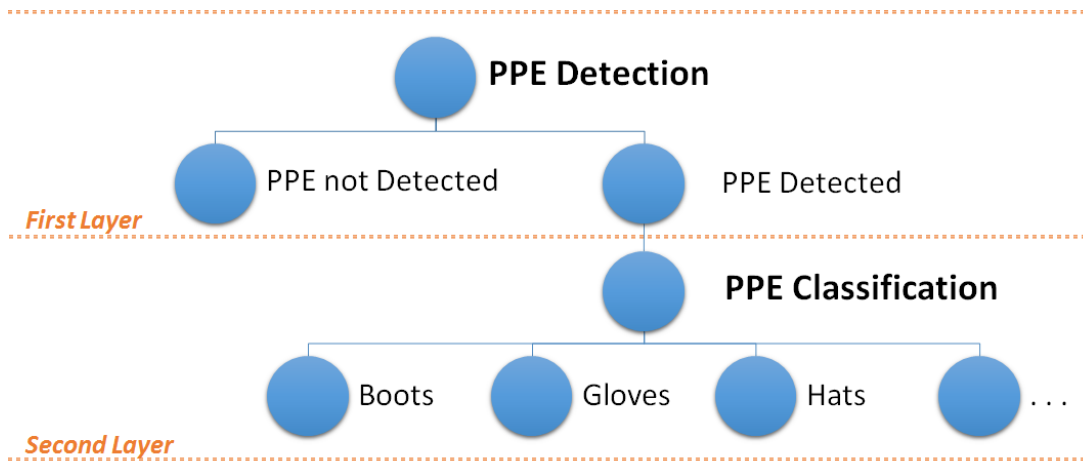 PPE Detection
PPE not Detected
PPE Detected
First Layer
PPE Classification
Boots
Gloves
Hats
. . .
Second Layer